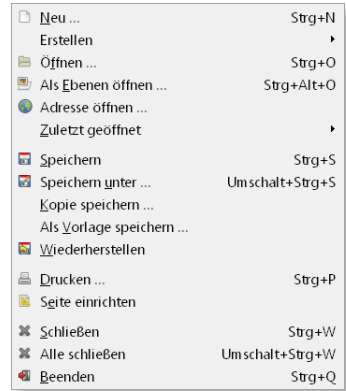 Neu ... Strg+N
Erstellen
Öffnen ... Strg+O
Als Ebenen öffnen ... Strg+Alt+O
Adresse öffnen ...
Zuletzt geöffnet
Speichern Strg+S
Speichern unter ... Umschalt+Strg+S
Kopie speichern ...
Als Vorlage speichern ...
Wiederherstellen
Drucken ... Strg+P
Seite einrichten
Schließen Strg+W
Alle schließen Umschalt+Strg+W
Beenden Strg+Q